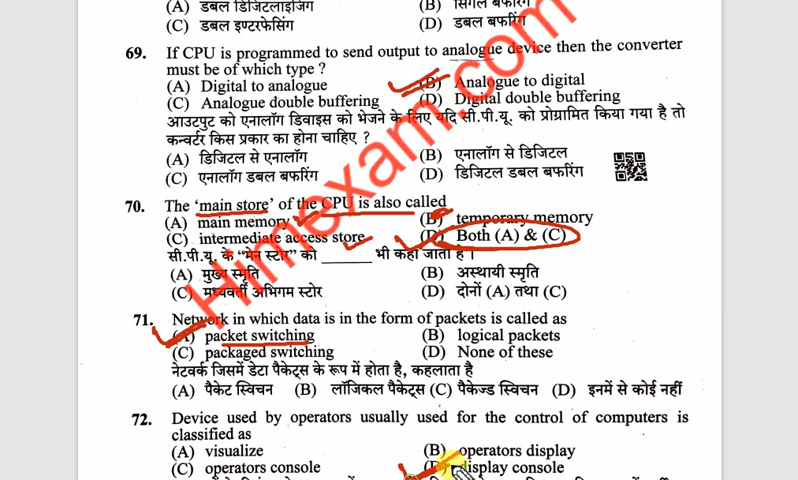 (A) डबल डिजिटलाइजिंग (B) सिंगल बफरिंग
(C) डबल इण्टरफेसिंग (D) डबल बफरिंग
69. If CPU is programmed to send output to analogue device then the converter
must be of which type ?
(A) Digital to analogue (B) Analogue to digital
(C) Analogue double buffering (D) Digital double buffering
आउटपुट को एनालॉग डिवाइस को भेजने के लिए यदि सी.पी.यू. को प्रोग्रामित किया गया है तो
कन्वर्टर किस प्रकार का होना चाहिए ?
(A) डिजिटल से एनालॉग (B) एनालॉग से डिजिटल
(C) एनालॉग डबल बफरिंग (D) डिजिटल डबल बफरिंग
70. The ‘main store’ of the CPU is also called
(A) main memory (B) temporary memory
(C) intermediate access store (D) Both (A) & (C)
सी.पी.यू. के “मेन स्टोर” को ______ भी कहा जाता है ।
(A) मुख्य स्मृति (B) अस्थायी स्मृति
(C) मध्यवर्ती अभिगम स्टोर (D) दोनों (A) तथा (C)
71. Network in which data is in the form of packets is called as
(A) packet switching (B) logical packets
(C) packaged switching (D) None of these
नेटवर्क जिसमें डेटा पैकेट्स के रूप में होता है, कहलाता है
(A) पैकेट स्विचन (B) लॉजिकल पैकेट्स (C) पैकेज्ड स्विचन (D) इनमें से कोई नहीं
72. Device used by operators usually used for the control of computers is
classified as
(A) visualize (B) operators display
(C) operators console (D) display console
Himexam.com